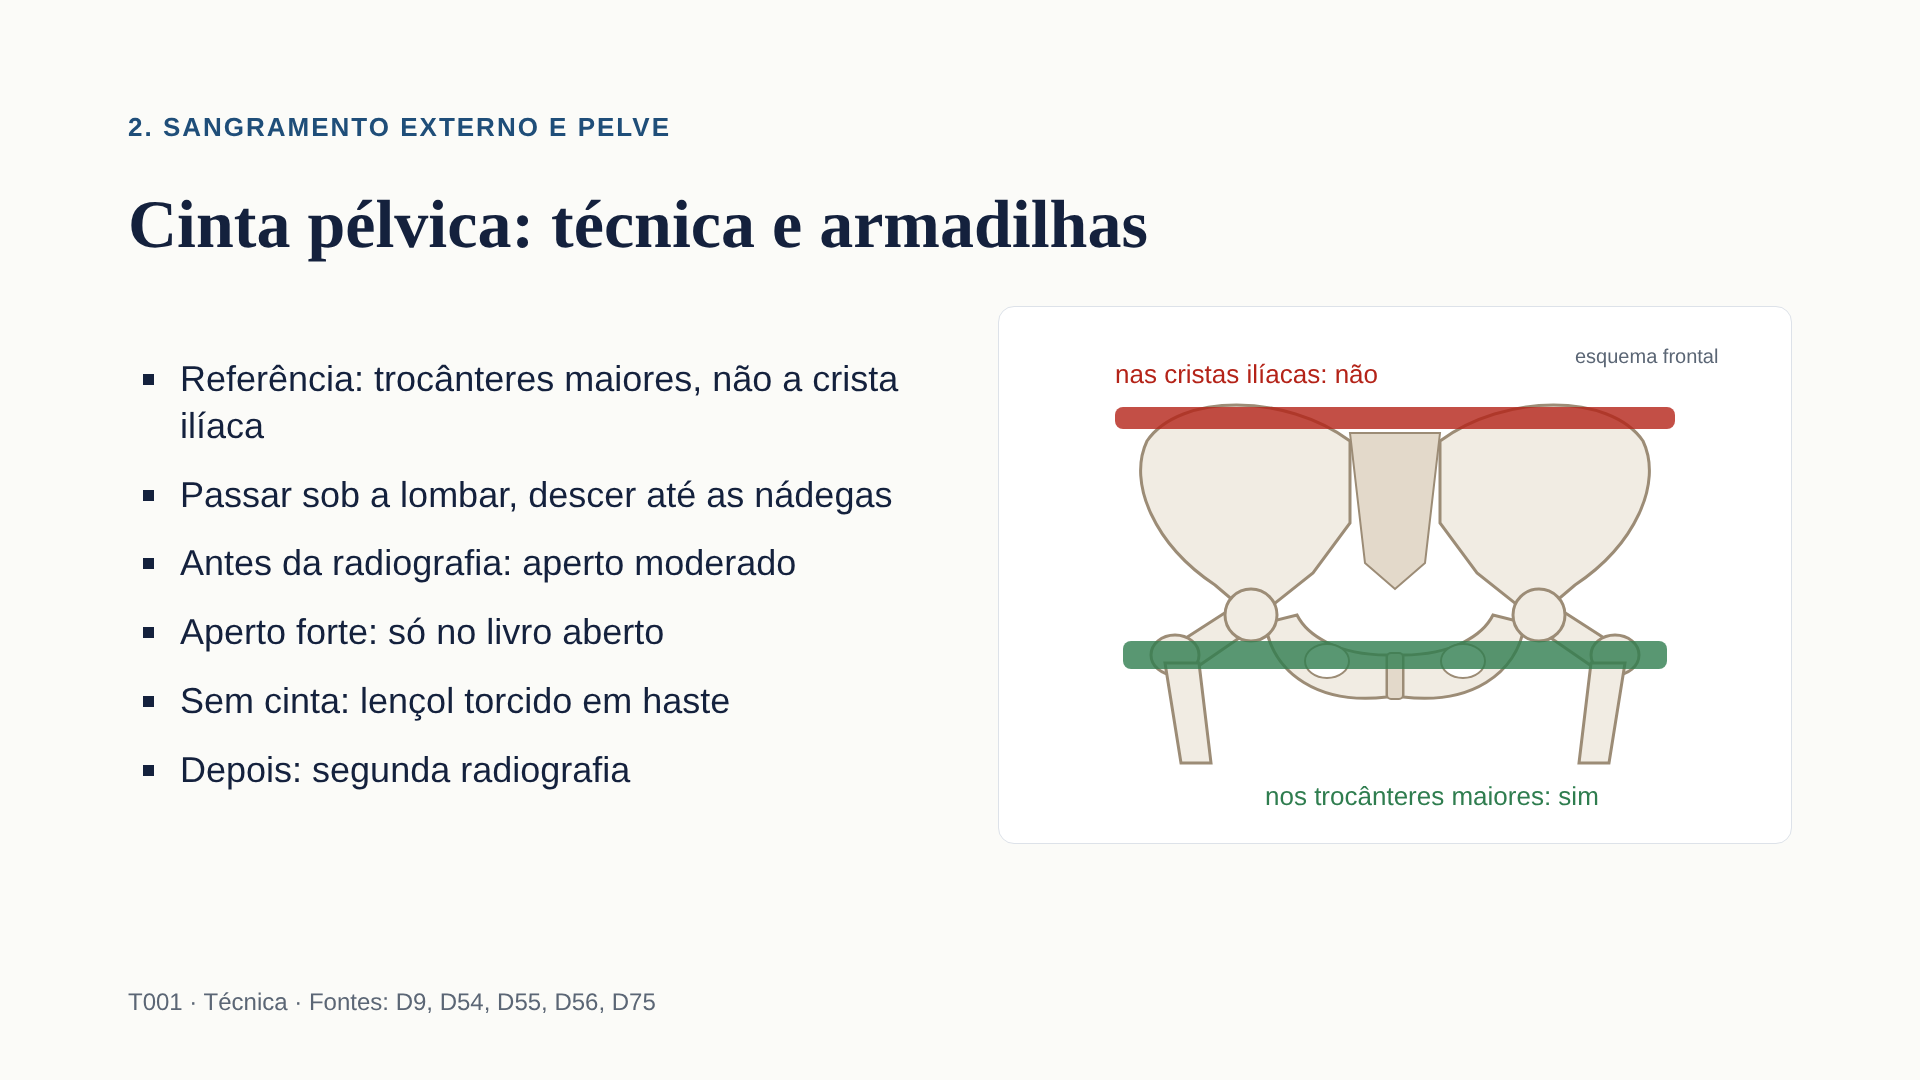 2. SANGRAMENTO EXTERNO E PELVE
Cinta pélvica: técnica e armadilhas
Referência: trocânteres maiores, não a crista
ilíaca
Passar sob a lombar, descer até as nádegas
Antes da radiografia: aperto moderado
Aperto forte: só no livro aberto
Sem cinta: lençol torcido em haste
Depois: segunda radiografia
esquema frontal
nas cristas ilíacas: não
nos trocânteres maiores: sim
T001 · Técnica · Fontes: D9, D54, D55, D56, D75